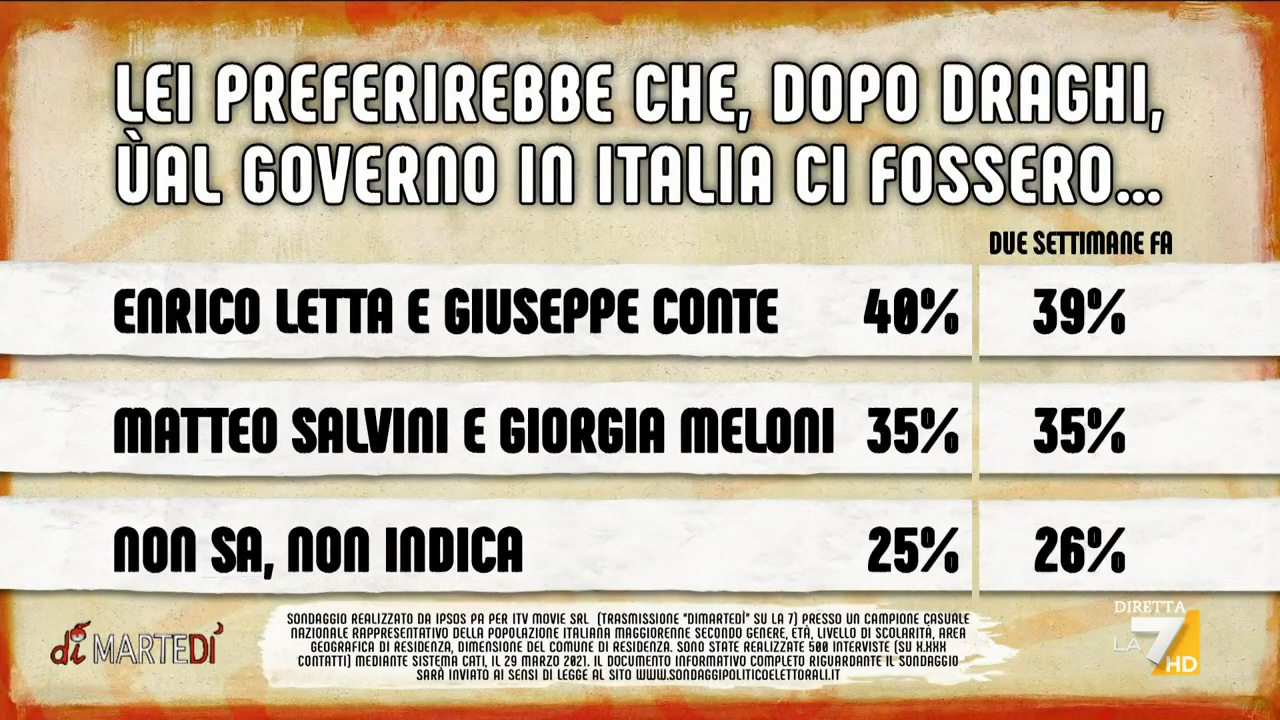 LEI PREFERIREBBE CHE, DOPO DRAGHI,
ÙAL GOVERNO IN ITALIA CI FOSSERO...
DUE SETTIMANE FA
ENRICO LETTA E GIUSEPPE CONTE 40% 39%
MATTEO SALVINI E GIORGIA MELONI 35% 35%
NON SA, NON INDICA 25% 26%
SONDAGGIO REALIZZATO DA IPSOS PA PER ITV MOVIE SRL (TRASMISSIONE "DIMARTEDÌ" SU LA 7) PRESSO UN CAMPIONE CASUALE
NAZIONALE RAPPRESENTATIVO DELLA POPOLAZIONE ITALIANA MAGGIORENNE SECONDO GENERE, ETÀ, LIVELLO DI SCOLARITÀ, AREA
GEOGRAFICA DI RESIDENZA, DIMENSIONE DEL COMUNE DI RESIDENZA. SONO STATE REALIZZATE 500 INTERVISTE (SU X.XXX
CONTATTI) MEDIANTE SISTEMA CATI, IL 29 MARZO 2021. IL DOCUMENTO INFORMATIVO COMPLETO RIGUARDANTE IL SONDAGGIO
SARÀ INVIATO AI SENSI DI LEGGE AL SITO WWW.SONDAGGIPOLITICOELETTORALI.IT
dì MARTEDÌ
DIRETTA
LA 7 HD